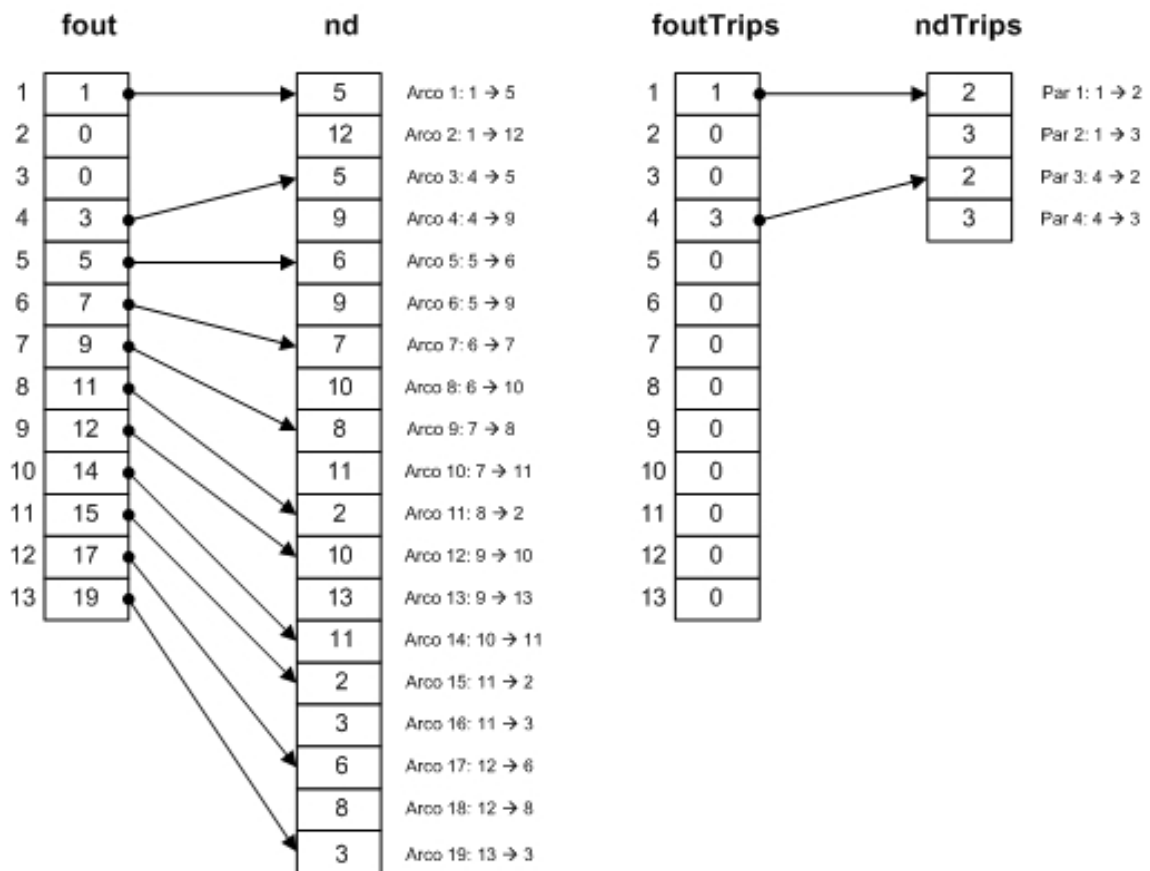 fout nd foutTrips ndTrips
1 1 5 Arco 1: 1 → 5 1 1 2 Par 1: 1 → 2
2 0 12 Arco 2: 1 → 12 2 0 3 Par 2: 1 → 3
3 0 5 Arco 3: 4 → 5 3 0 2 Par 3: 4 → 2
4 3 9 Arco 4: 4 → 9 4 3 3 Par 4: 4 → 3
5 5 6 Arco 5: 5 → 6 5 0
6 7 9 Arco 6: 5 → 9 6 0
7 9 7 Arco 7: 6 → 7 7 0
8 11 10 Arco 8: 6 → 10 8 0
9 12 8 Arco 9: 7 → 8 9 0
10 14 11 Arco 10: 7 → 11 10 0
11 15 2 Arco 11: 8 → 2 11 0
12 17 10 Arco 12: 9 → 10 12 0
13 19 13 Arco 13: 9 → 13 13 0
11 Arco 14: 10 → 11
2 Arco 15: 11 → 2
3 Arco 16: 11 → 3
6 Arco 17: 12 → 6
8 Arco 18: 12 → 8
3 Arco 19: 13 → 3